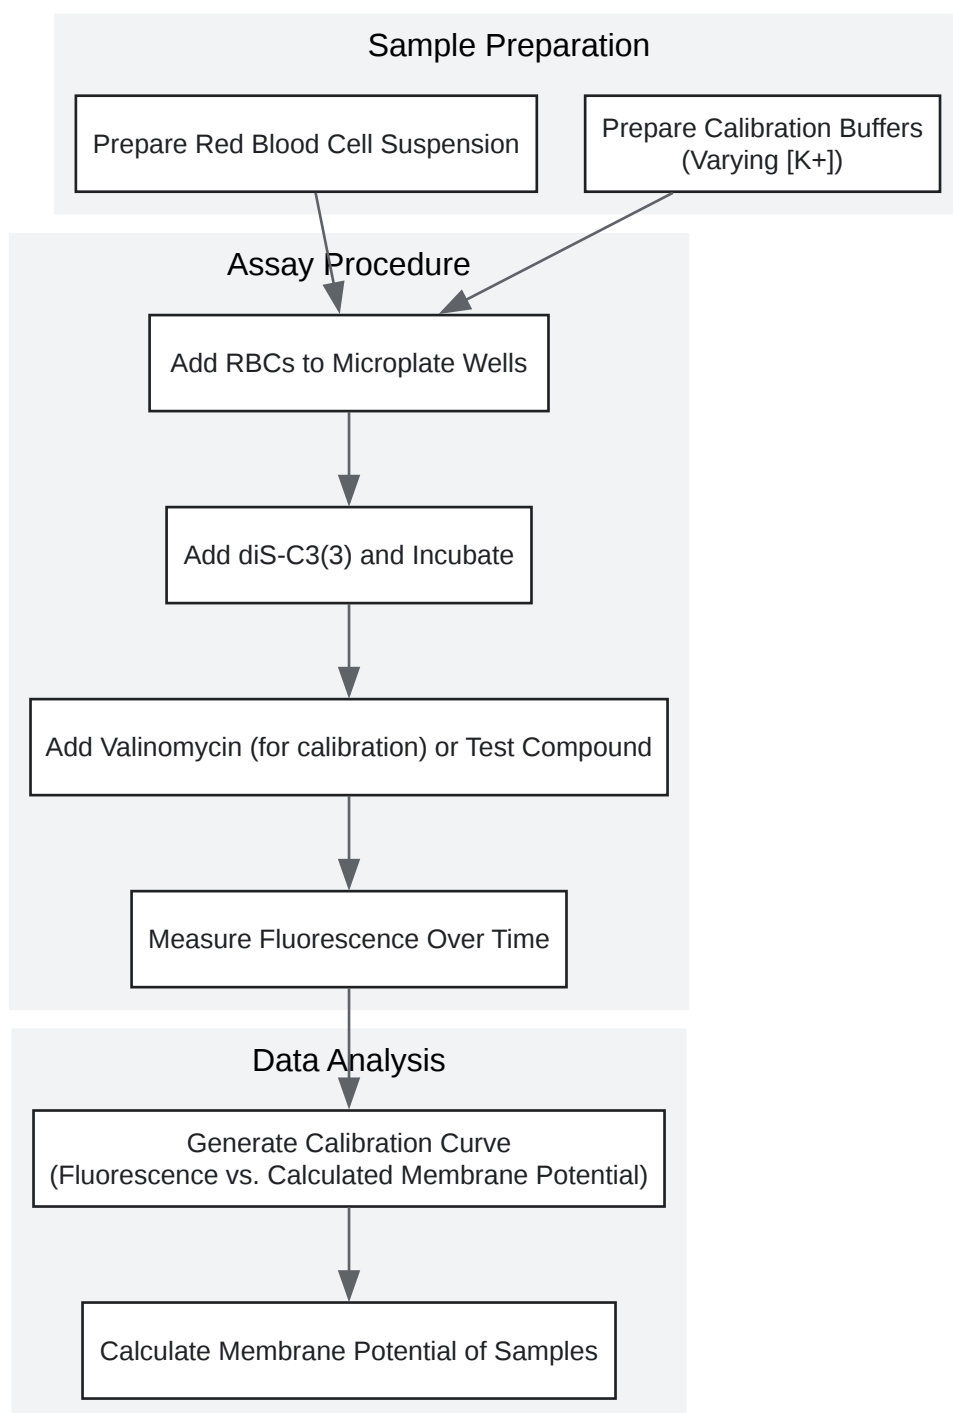 Sample Preparation
Prepare Red Blood Cell Suspension
Prepare Calibration Buffers
(Varying [K+])
Assay Procedure
Add RBCs to Microplate Wells
Add diS-C3(3) and Incubate
Add Valinomycin (for calibration) or Test Compound
Measure Fluorescence Over Time
Data Analysis
Generate Calibration Curve
(Fluorescence vs. Calculated Membrane Potential)
Calculate Membrane Potential of Samples